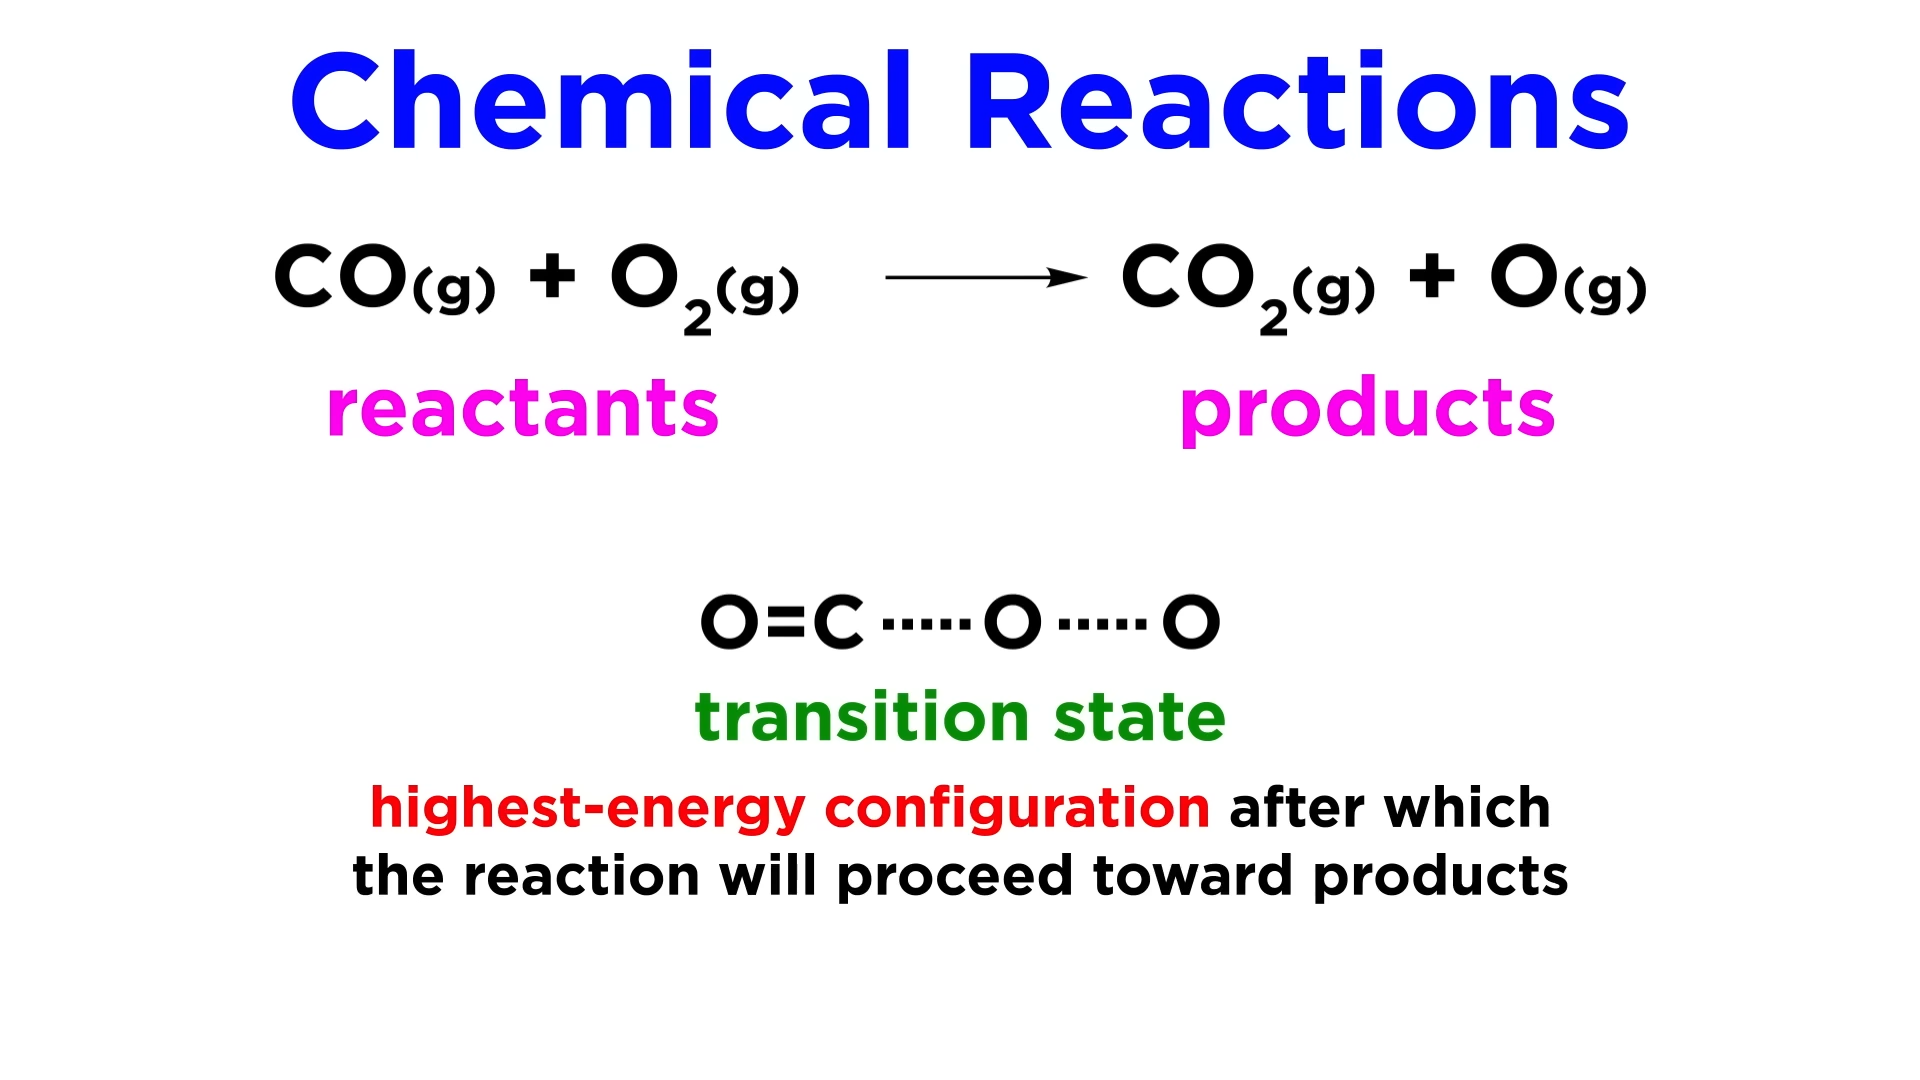 Chemical Reactions
CO(g) + O₂(g) ⟶ CO₂(g) + O(g)
reactants products
O=C·····O·····O
transition state
highest-energy configuration after which
the reaction will proceed toward products